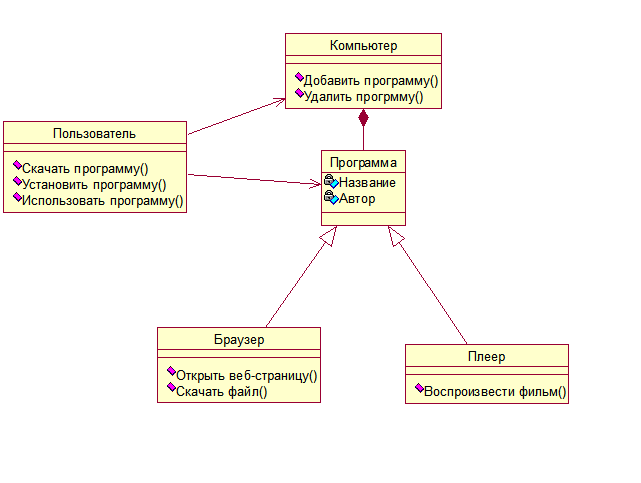 Компьютер
Добавить программу()
Удалить прогрмму()
Пользователь
Скачать программу()
Установить программу()
Использовать программу()
Программа
Название
Автор
Браузер
Открыть веб-страницу()
Скачать файл()
Плеер
Воспроизвести фильм()